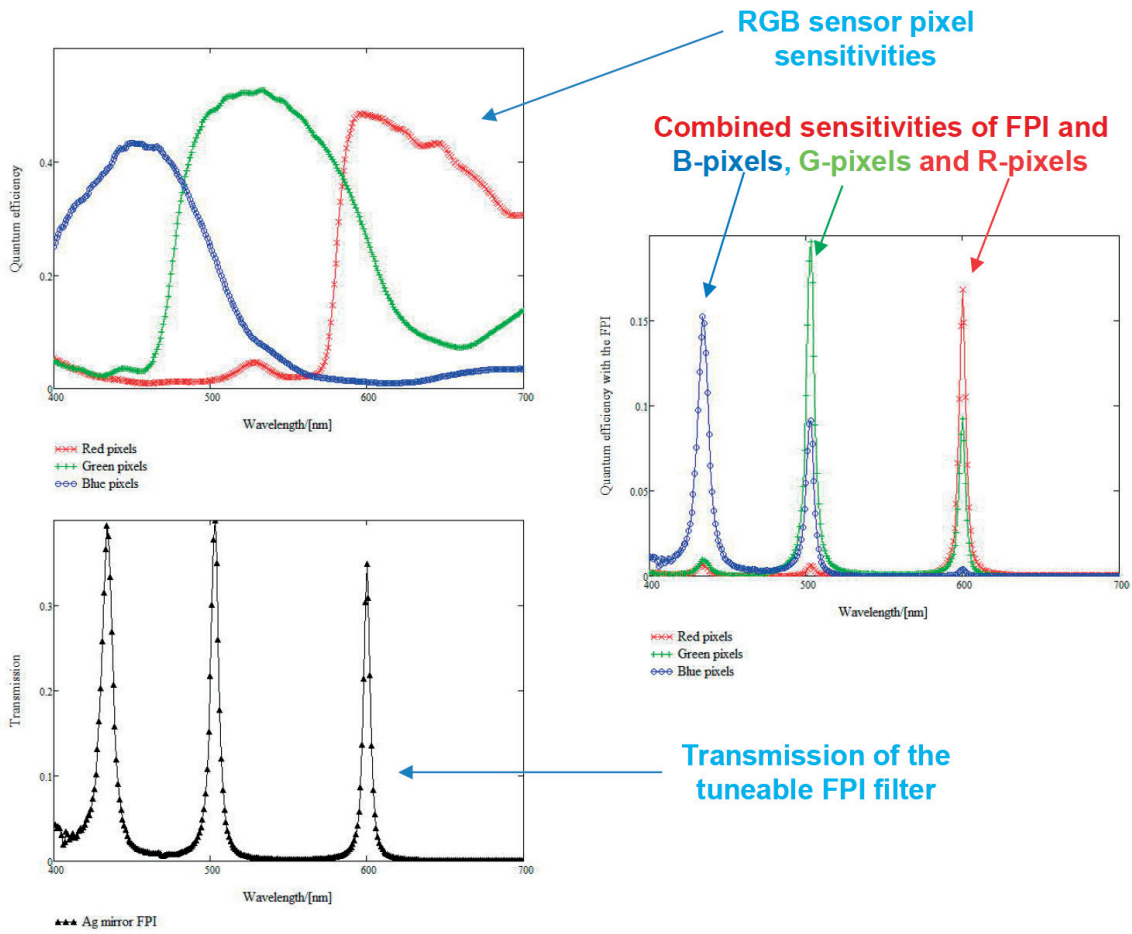 RGB sensor pixel
sensitivities
0.4
0.2
0
400
500
600
700
Quantum efficiency
Wavelength/[nm]
Red pixels
Green pixels
Blue pixels
Combined sensitivities of FPI and
B-pixels, G-pixels and R-pixels
0.15
0.1
0.05
0
400
500
600
700
Quantum efficiency with the FPI
Wavelength/[nm]
Red pixels
Green pixels
Blue pixels
0.3
0.2
0.1
0
400
500
600
700
Transmission
Wavelength/[nm]
Ag mirror FPI
Transmission of the
tuneable FPI filter